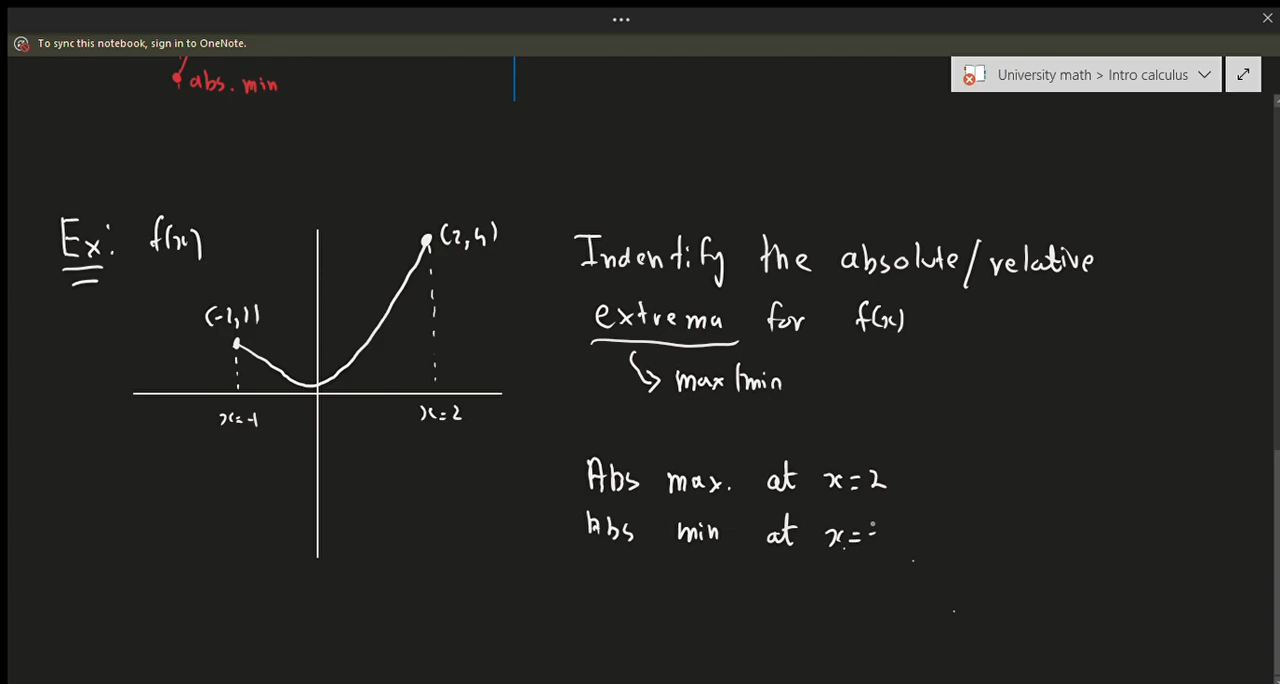 To sync this notebook, sign in to OneNote.
University math > Intro calculus
abs. min
Ex: f(x)
(2,4)
(-1,1)
x=-1
x=2
Indentify the absolute/relative
extrema for f(x)
max/min
Abs max. at x=2
Abs min at x=